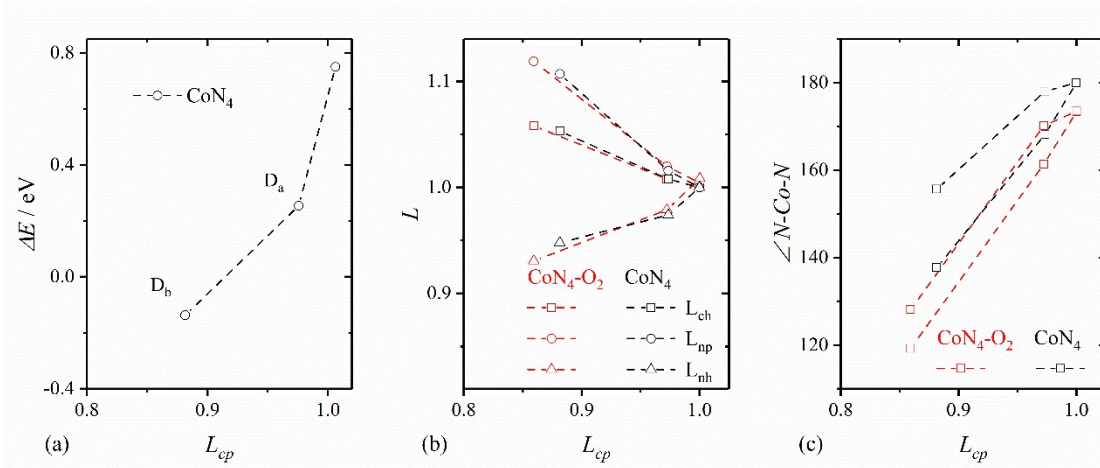 0.8
0.4
0.0
-0.4
ΔE / eV
CoN4
Da
Db
0.8
0.9
1.0
(a)
Lcp
1.1
1.0
0.9
L
CoN4-O2
CoN4
Lch
Lnp
Lnh
0.8
0.9
1.0
(b)
Lcp
180
160
140
120
∠N-Co-N
CoN4-O2
CoN4
0.8
0.9
1.0
(c)
Lcp